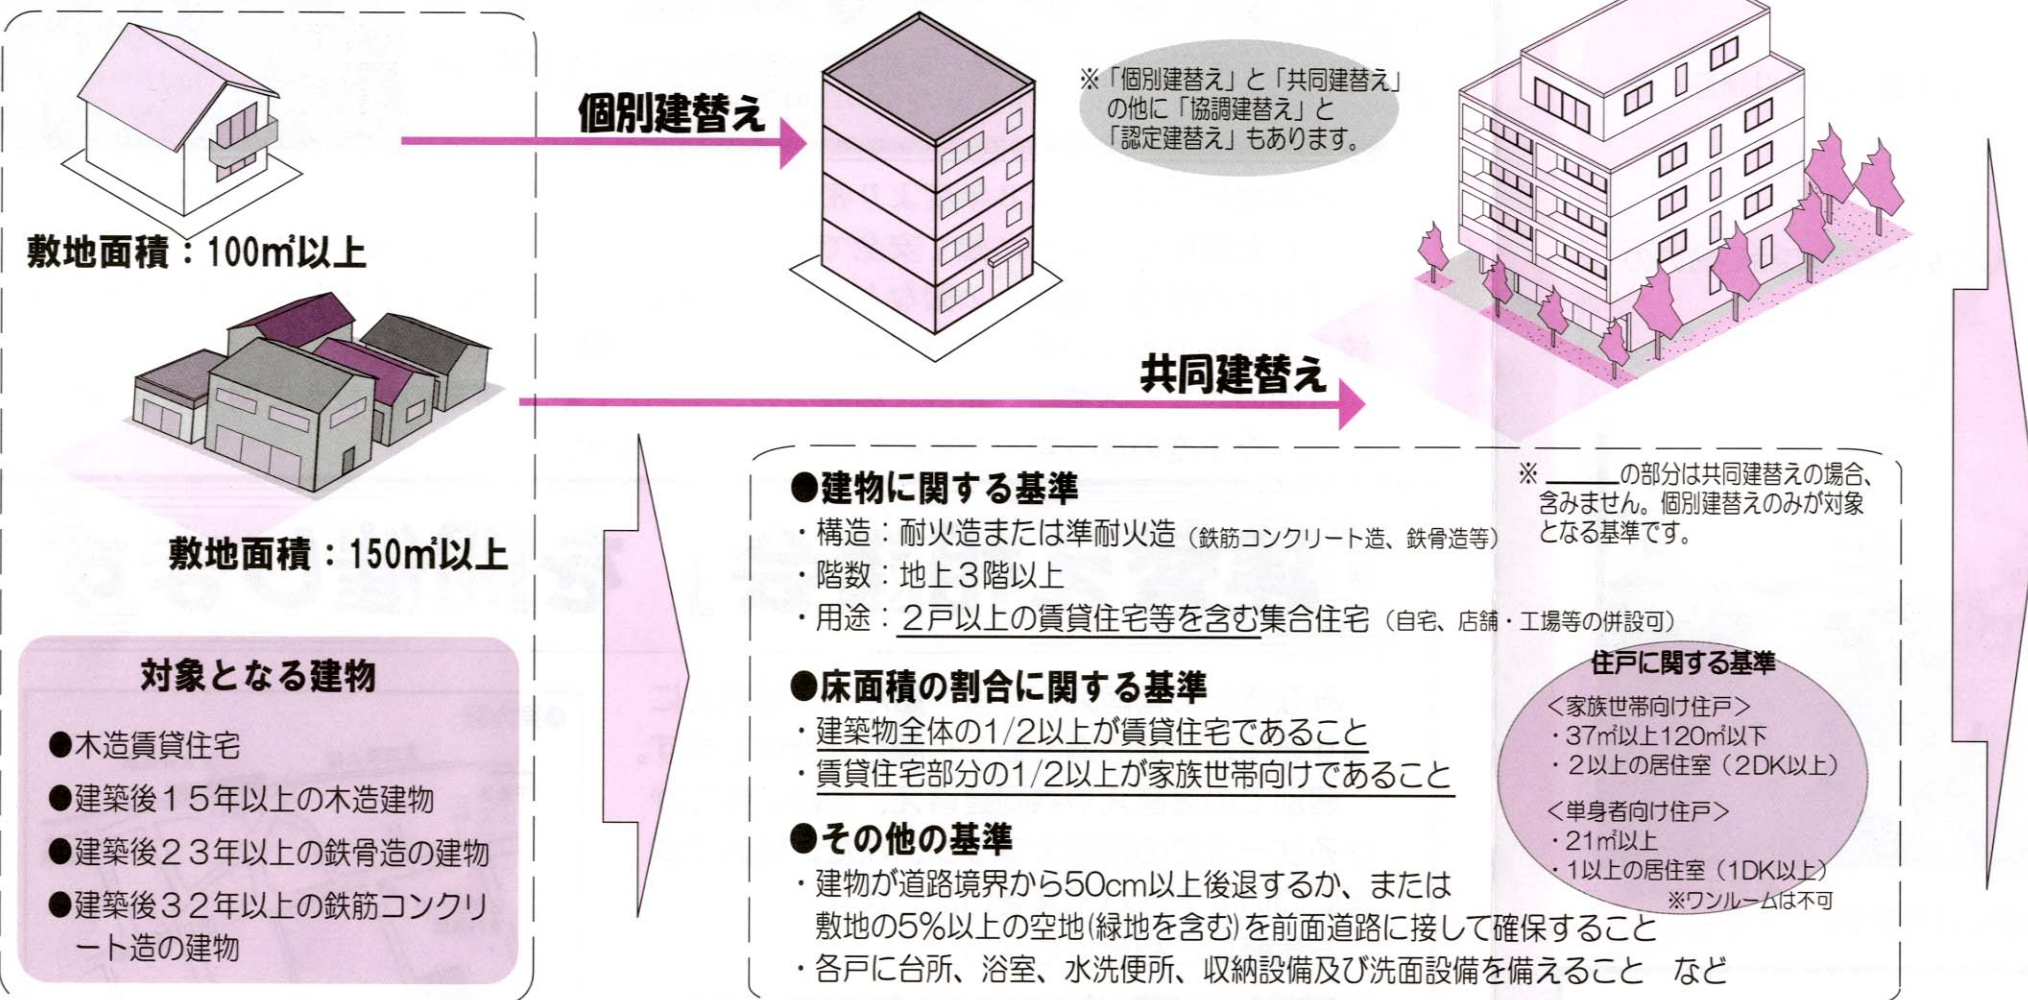 個別建替え
※「個別建替え」と「共同建替え」
の他に「協調建替え」と
「認定建替え」もあります。
敷地面積：100㎡以上
共同建替え
敷地面積：150㎡以上
対象となる建物
●木造賃貸住宅
●建築後１５年以上の木造建物
●建築後２３年以上の鉄骨造の建物
●建築後３２年以上の鉄筋コンクリ
ート造の建物
●建物に関する基準
・構造：耐火造または準耐火造（鉄筋コンクリート造、鉄骨造等）
・階数：地上３階以上
・用途：２戸以上の賃貸住宅等を含む集合住宅（自宅、店舗・工場等の併設可）
※ ＿＿＿の部分は共同建替えの場合、
含みません。個別建替えのみが対象
となる基準です。
●床面積の割合に関する基準
・建築物全体の1/2以上が賃貸住宅であること
・賃貸住宅部分の1/2以上が家族世帯向けであること
住戸に関する基準
＜家族世帯向け住戸＞
・37㎡以上120㎡以下
・２以上の居住室（２DK以上）
＜単身者向け住戸＞
・21㎡以上
・1以上の居住室（1DK以上）
※ワンルームは不可
●その他の基準
・建物が道路境界から50cm以上後退するか、または
敷地の5%以上の空地(緑地を含む)を前面道路に接して確保すること
・各戸に台所、浴室、水洗便所、収納設備及び洗面設備を備えること　など